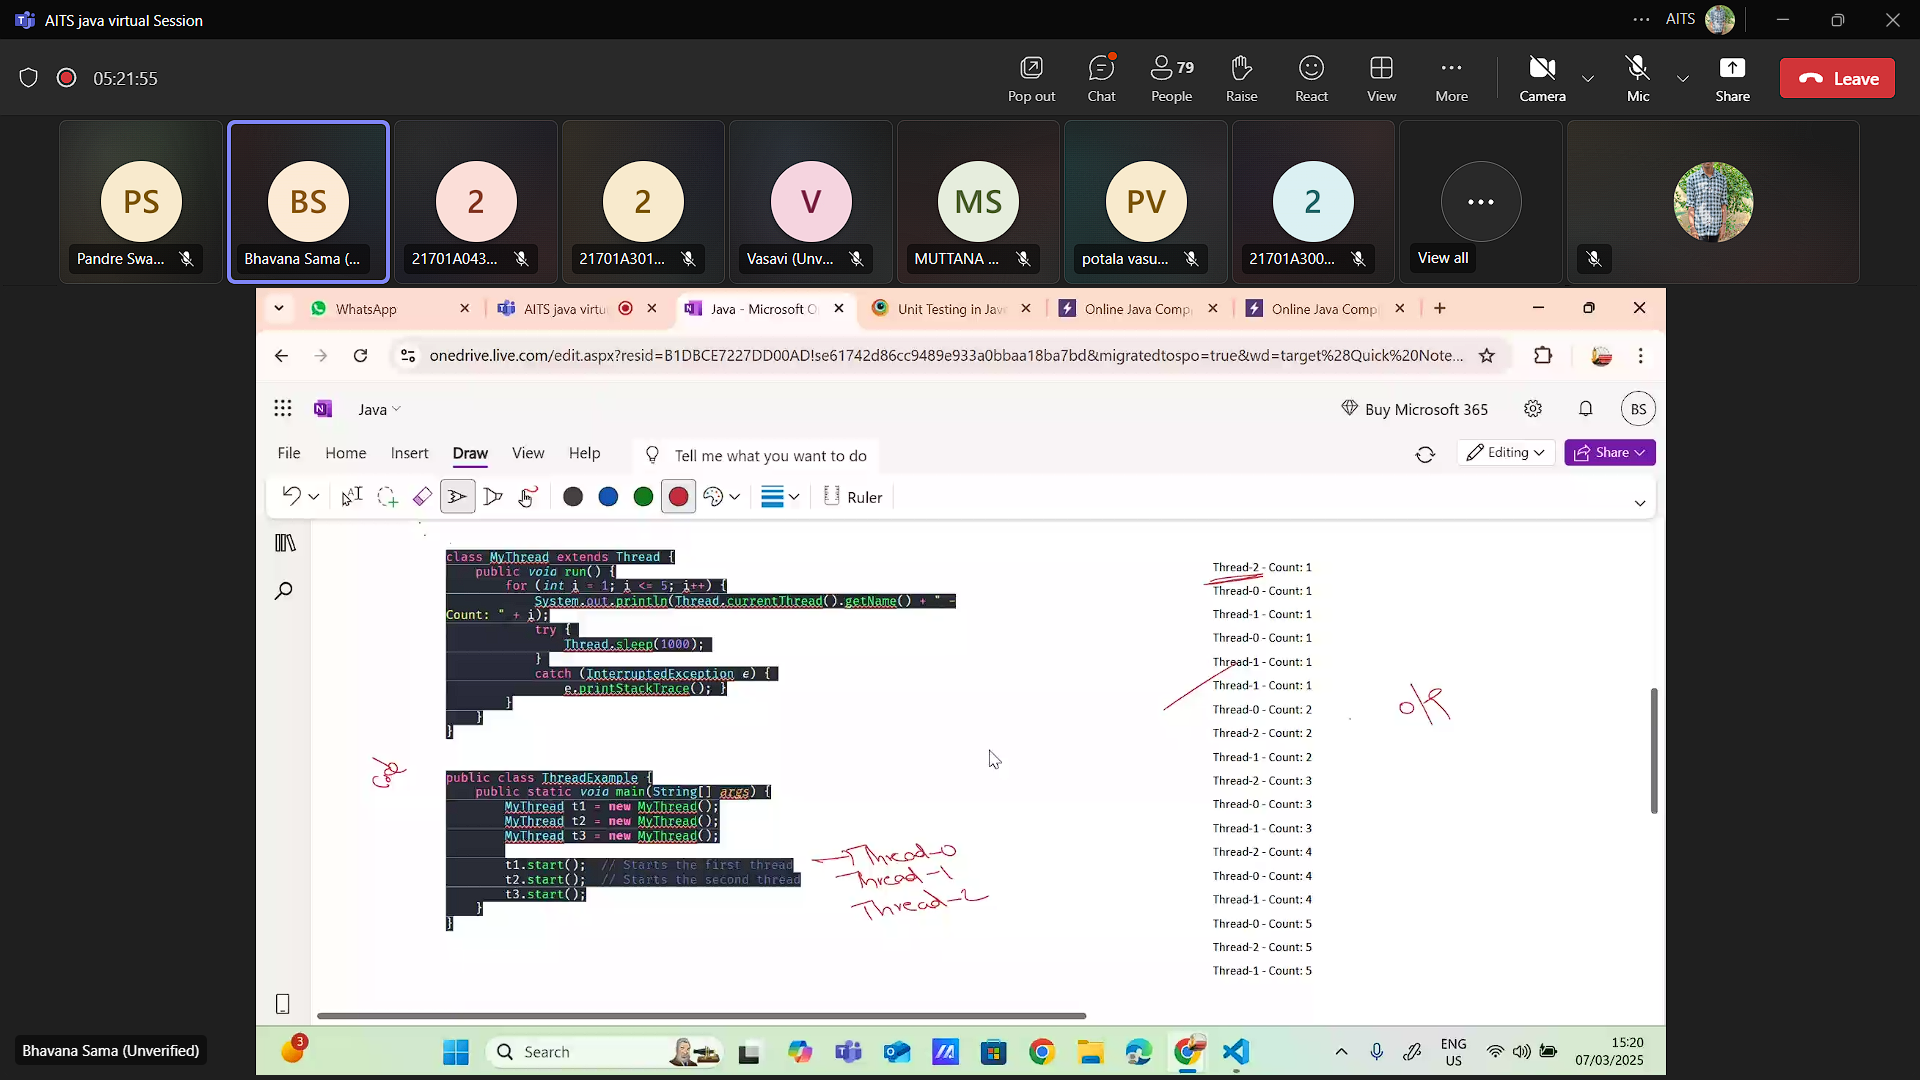 AITS java virtual Session
AITS
05:21:55
Pop out
Chat
79
People
Raise
React
View
More
Camera
Mic
Share
Leave
PS
BS
2
2
V
MS
PV
2
Pandre Swa...
Bhavana Sama (...
21701A043...
21701A301...
Vasavi (Unv...
MUTTANA ...
potala vasu...
21701A300...
View all
WhatsApp
AITS java virtu
Java - Microsoft O
Unit Testing in Jav
Online Java Comp
Online Java Comp
onedrive.live.com/edit.aspx?resid=B1DBCE7227DD00AD!se61742d86cc9489e933a0bbaa18ba7bd&migratedtospo=true&wd=target%28Quick%20Note...
Java
Buy Microsoft 365
BS
File Home Insert Draw View Help
Tell me what you want to do
Editing
Share
Ruler
class MyThread extends Thread {
public void run() {
for (int i = 1; i <= 5; i++) {
System.out.println(Thread.currentThread().getName() + " -
Count: " + i);
try {
Thread.sleep(1000);
}
catch (InterruptedException e) {
e.printStackTrace(); }
}
}
}
code
public class ThreadExample {
public static void main(String[] args) {
MyThread t1 = new MyThread();
MyThread t2 = new MyThread();
MyThread t3 = new MyThread();
t1.start(); // Starts the first thread
t2.start(); // Starts the second thread
t3.start();
}
}
Thread-0
Thread-1
Thread-2
Thread-2 - Count: 1
Thread-0 - Count: 1
Thread-1 - Count: 1
Thread-0 - Count: 1
Thread-1 - Count: 1
Thread-1 - Count: 1
Thread-0 - Count: 2
Thread-2 - Count: 2
Thread-1 - Count: 2
Thread-2 - Count: 3
Thread-0 - Count: 3
Thread-1 - Count: 3
Thread-2 - Count: 4
Thread-0 - Count: 4
Thread-1 - Count: 4
Thread-0 - Count: 5
Thread-2 - Count: 5
Thread-1 - Count: 5
o/p
Bhavana Sama (Unverified)
3
Search
ENG
US
15:20
07/03/2025